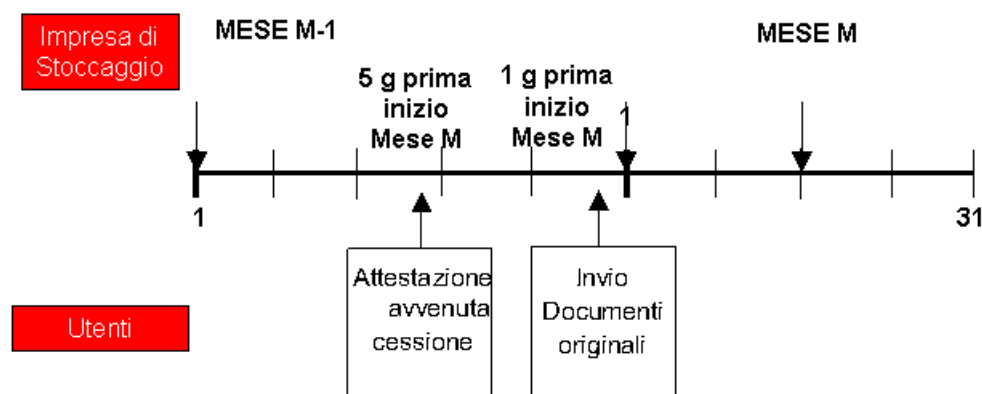 Impresa di
Stoccaggio
MESE M-1
MESE M
5 g prima
inizio
Mese M
1 g prima
inizio
Mese M
1
1
31
Attestazione
avvenuta
cessione
Invio
Documenti
originali
Utenti